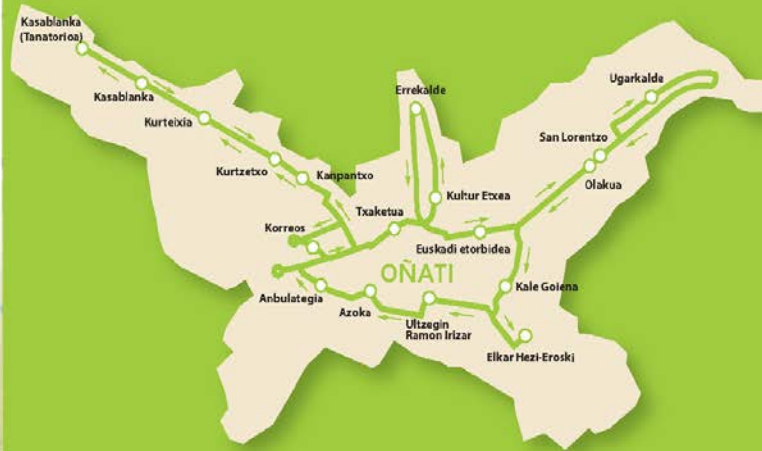 Kasablanka
(Tanatorioa)
Kasablanka
Kurteixia
Kurtzetxo
Kanpantxo
Korreos
Anbulategia
Azoka
Txaketua
Errekalde
Kultur Etxea
Euskadi etorbidea
OÑATI
Ultzegin
Ramon Irizar
Kale Goiena
Elkar Hezi-Eroski
Ugarkalde
San Lorentzo
Olakua